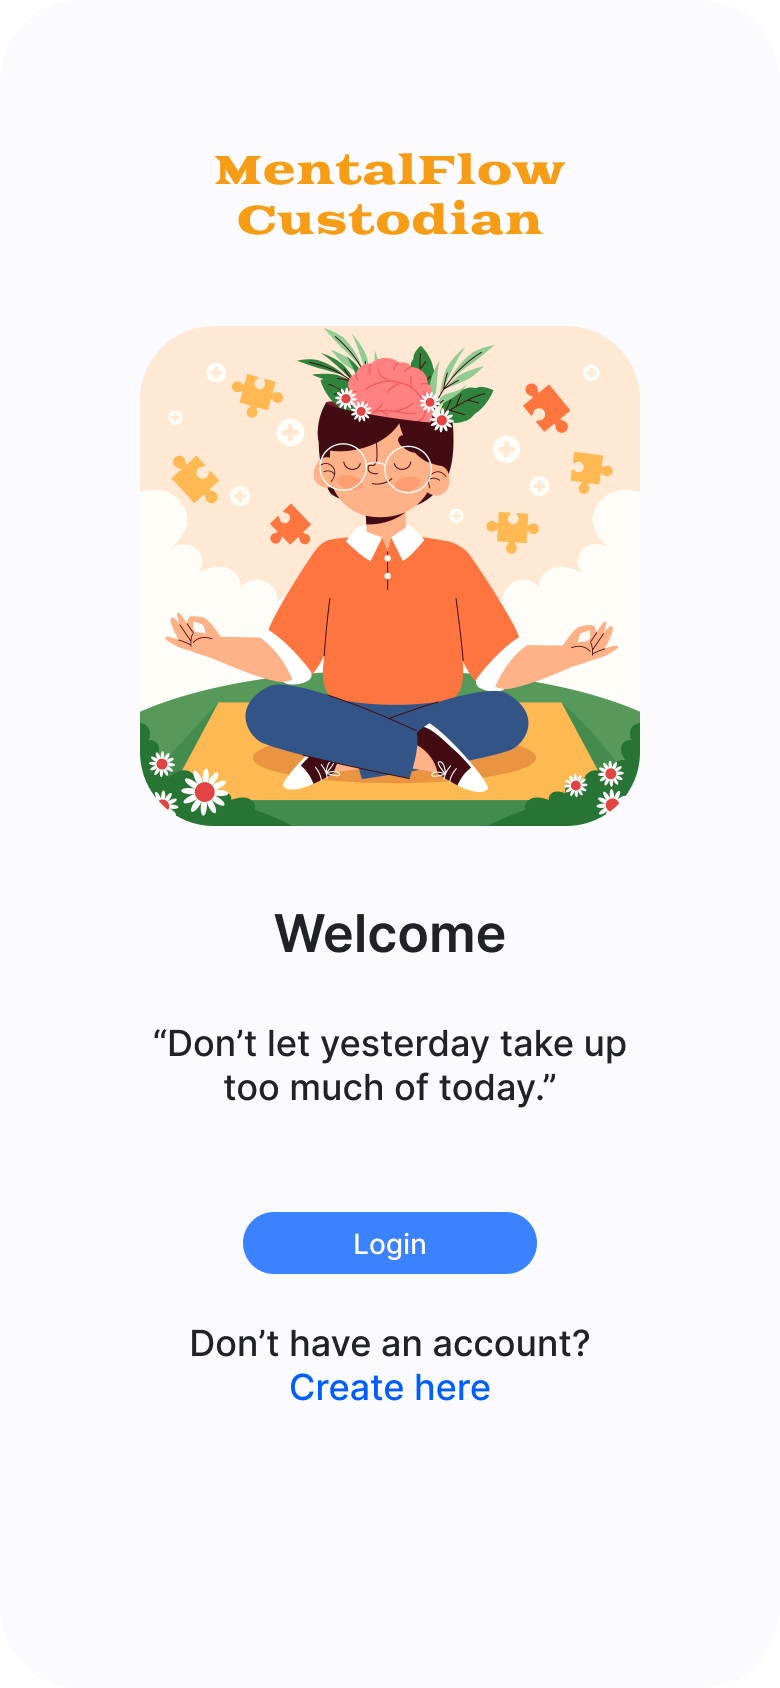 MentalFlow
Custodian
Welcome
“Don’t let yesterday take up
too much of today.”
Login
Don’t have an account?
Create here